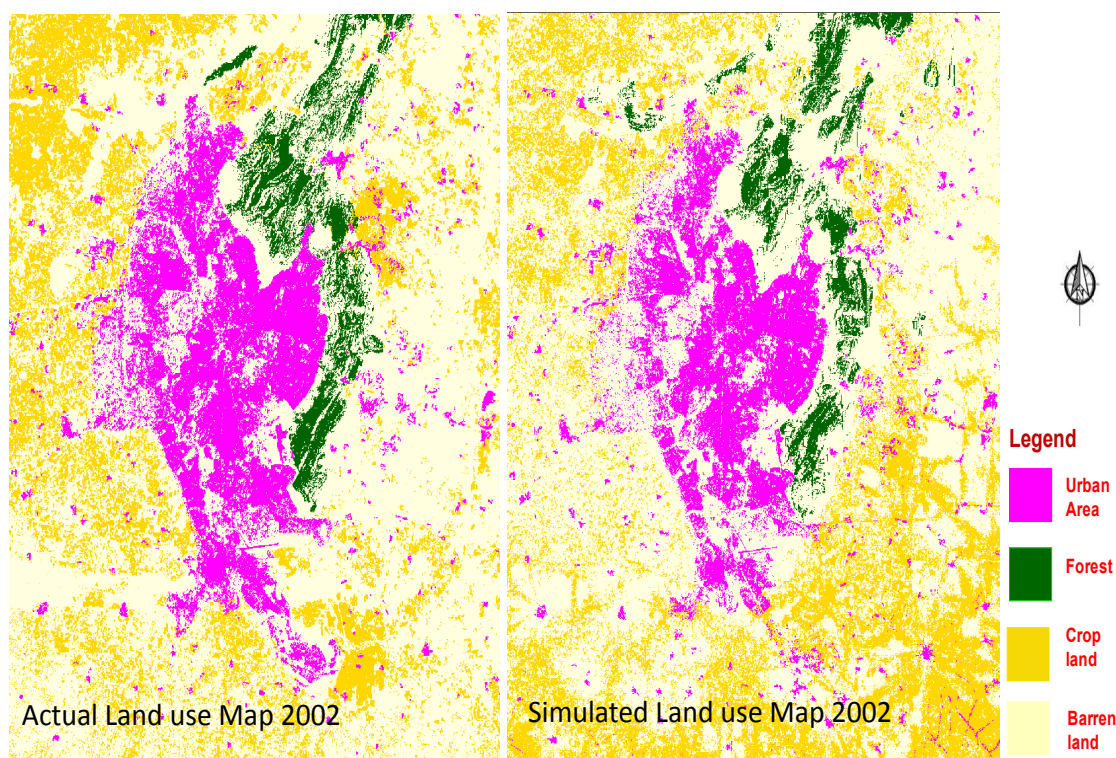 Actual Land use Map 2002
Simulated Land use Map 2002
Legend
Urban
Area
Forest
Crop
land
Barren
land